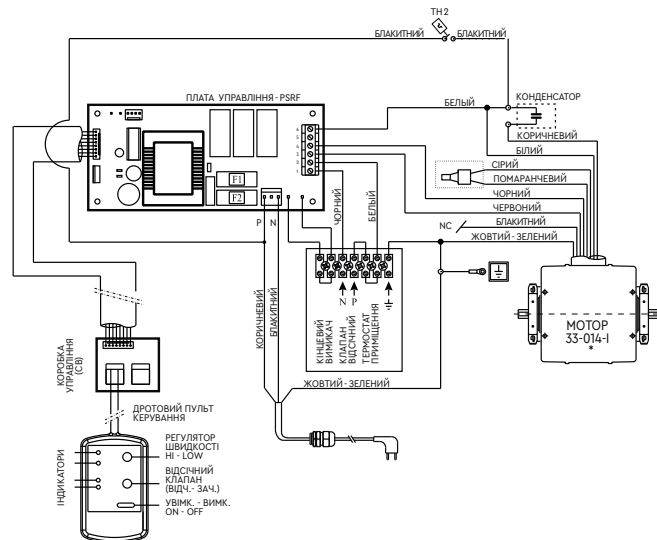 TH2
БЛАКИТНИЙ
БЛАКИТНИЙ
ПЛАТА УПРАВЛІННЯ - PSRF
БЕЛЫЙ
КОНДЕНСАТОР
КОРИЧНЕВИЙ
БІЛИЙ
СІРИЙ
ПОМАРАНЧЕВИЙ
ЧОРНИЙ
ЧЕРВОНИЙ
NC
БЛАКИТНИЙ
ЖОВТИЙ - ЗЕЛЕНИЙ
F1
F2
P N
ЧОРНИЙ
БЕЛЫЙ
КОРИЧНЕВИЙ
БЛАКИТНИЙ
N P
КІНЦЕВИЙ
ВИМИКАЧ
КЛАПАН
ВІДСІЧНИЙ
ТЕРМОСТАТ
ПРИМІЩЕННЯ
МОТОР
33-014-I
*
КОРОБКА
УПРАВЛІННЯ
(CB)
ЖОВТИЙ - ЗЕЛЕНИЙ
ДРОТОВИЙ ПУЛЬТ
КЕРУВАННЯ
ІНДИКАТОРИ
РЕГУЛЯТОР
ШВИДКОСТІ
HI - LOW
ВІДСІЧНИЙ
КЛАПАН
(ВІДЧ.- ЗАЧ.)
УВІМК. - ВИМК.
ON - OFF